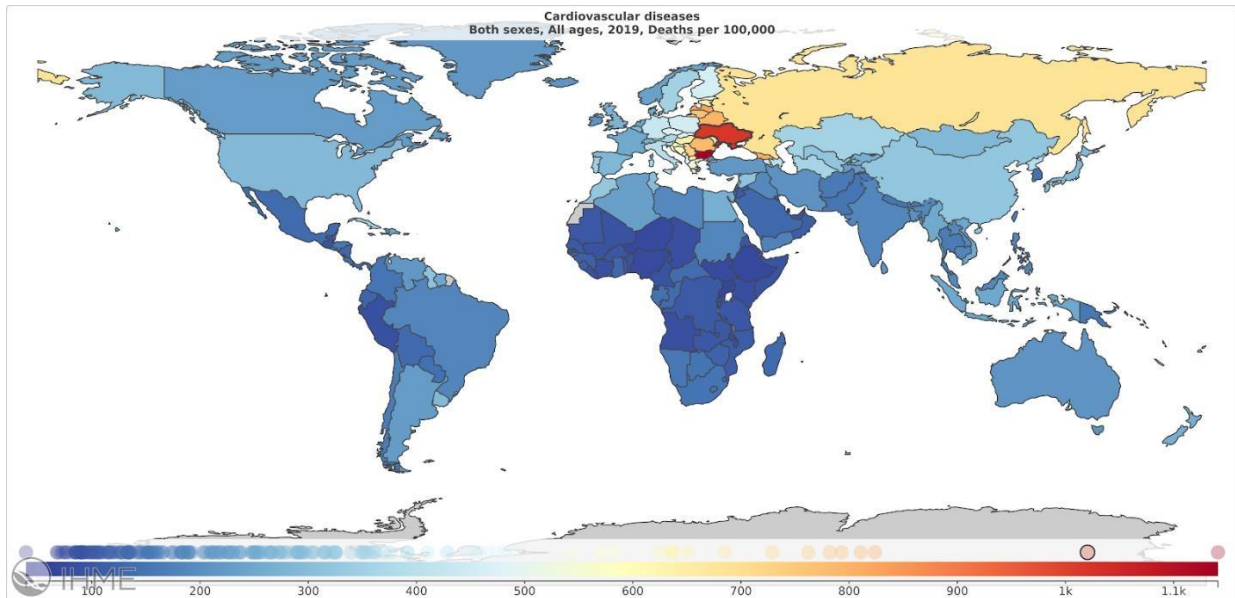 Cardiovascular diseases
Both sexes, All ages, 2019, Deaths per 100,000
IHME
100 200 300 400 500 600 700 800 900 1k 1.1k